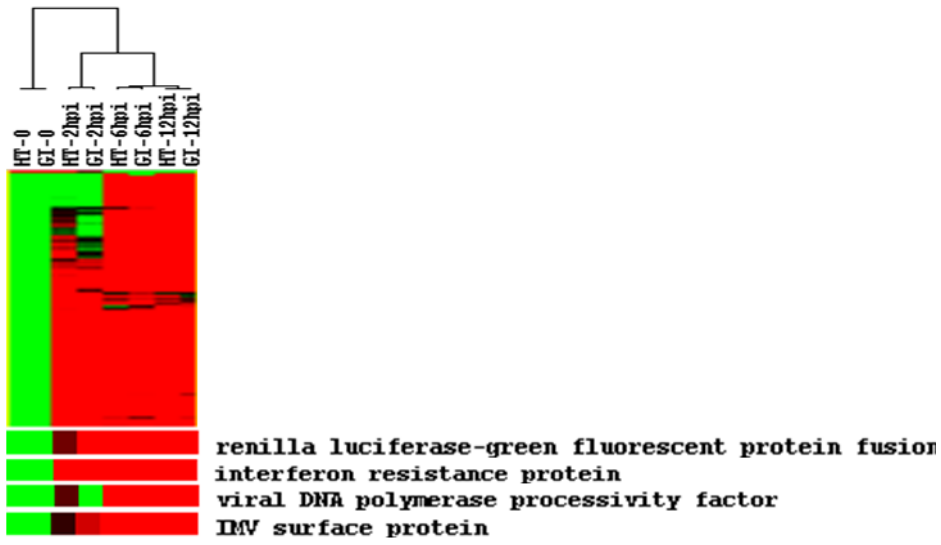 HT-0
GI-0
HT-2hpi
GI-2hpi
HT-6hpi
GI-6hpi
HT-12hpi
GI-12hpi
renilla luciferase-green fluorescent protein fusion
interferon resistance protein
viral DNA polymerase processivity factor
IMV surface protein